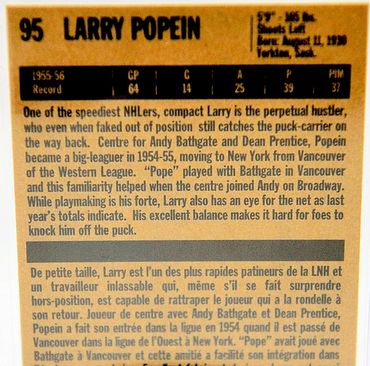 95 LARRY POPEIN
5'9" - 165 lbs.
Shoots Left
Born: August 11, 1930
Yorkton, Sask.
1955-56 GP G A P PIM
Record 64 14 25 39 37
One of the speediest NHLers, compact Larry is the perpetual hustler,
who even when faked out of position still catches the puck-carrier on
the way back. Centre for Andy Bathgate and Dean Prentice, Popein
became a big-leaguer in 1954-55, moving to New York from Vancouver
of the Western League. “Pope” played with Bathgate in Vancouver
and this familiarity helped when the centre joined Andy on Broadway.
While playmaking is his forte, Larry also has an eye for the net as last
year's totals indicate. His excellent balance makes it hard for foes to
knock him off the puck.
De petite taille, Larry est l'un des plus rapides patineurs de la LNH et
un travailleur inlassable qui, même s'il se fait surprendre
hors-position, est capable de rattraper le joueur qui a la rondelle à
son retour. Joueur de centre avec Andy Bathgate et Dean Prentice,
Popein a fait son entrée dans la ligue en 1954 quand il est passé de
Vancouver dans la ligue de l'Ouest à New York. “Pope” avait joué avec
Bathgate à Vancouver et cette amitié a facilité son intégration dans